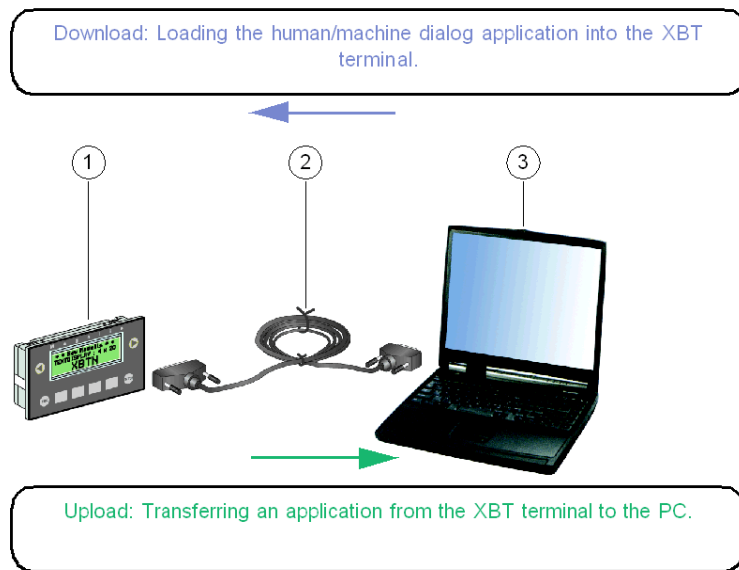 Download: Loading the human/machine dialog application into the XBT
terminal.
1
2
3
XBTN
Upload: Transferring an application from the XBT terminal to the PC.